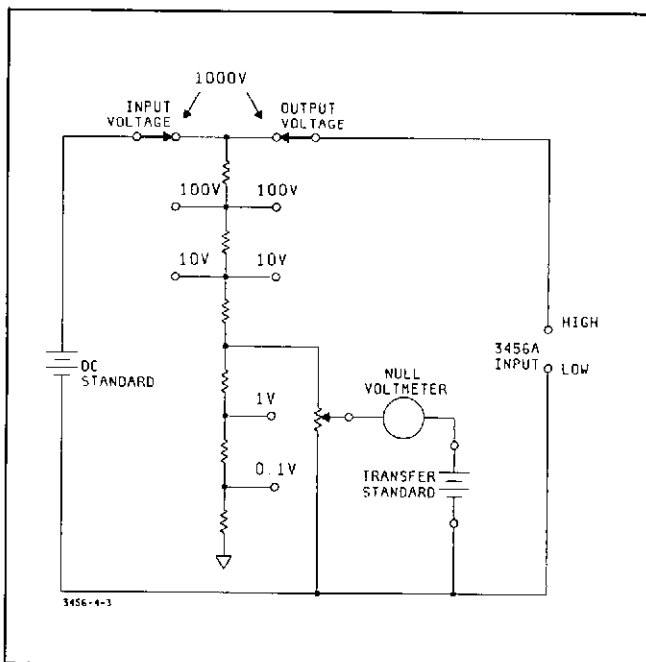 1000V
INPUT
VOLTAGE
OUTPUT
VOLTAGE
100V
100V
10V
10V
HIGH
3456A
INPUT
LOW
DC
STANDARD
NULL
VOLTMETER
1V
0.1V
TRANSFER
STANDARD
3456-4-3